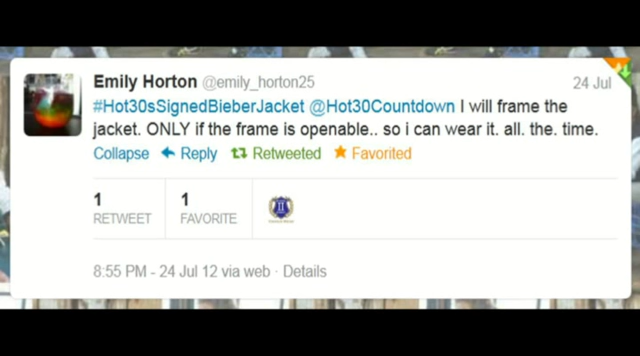 Emily Horton @emily_horton25 24 Jul
#Hot30sSignedBieberJacket @Hot30Countdown I will frame the
jacket. ONLY if the frame is openable.. so i can wear it. all. the. time.
Collapse Reply Retweeted Favorited
1 1
RETWEET FAVORITE
8:55 PM - 24 Jul 12 via web · Details